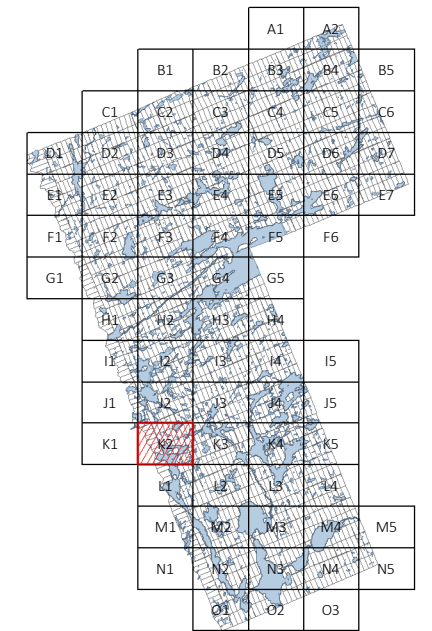 A1 A2
B1 B2 B3 B4 B5
C1 C2 C3 C4 C5 C6
D1 D2 D3 D4 D5 D6 D7
E1 E2 E3 E4 E5 E6 E7
F1 F2 F3 F4 F5 F6
G1 G2 G3 G4 G5
H1 H2 H3 H4
I1 I2 I3 I4 I5
J1 J2 J3 J4 J5
K1 K2 K3 K4 K5
L1 L2 L3 L4
M1 M2 M3 M4 M5
N1 N2 N3 N4 N5
O1 O2 O3